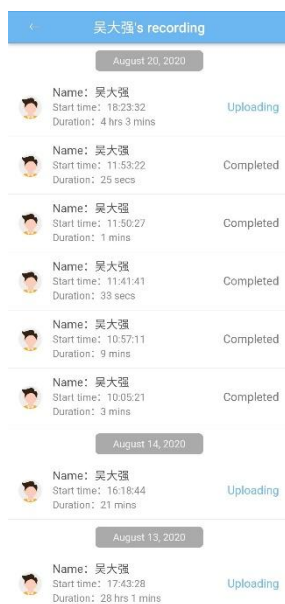 吴大强's recording
August 20, 2020
Name：吴大强
Start time：18:23:32
Uploading
Duration：4 hrs 3 mins
Name：吴大强
Start time：11:53:22
Completed
Duration：25 secs
Name：吴大强
Start time：11:50:27
Completed
Duration：1 mins
Name：吴大强
Start time：11:41:41
Completed
Duration：33 secs
Name：吴大强
Start time：10:57:11
Completed
Duration：9 mins
Name：吴大强
Start time：10:05:21
Completed
Duration：3 mins
August 14, 2020
Name：吴大强
Start time：16:18:44
Uploading
Duration：21 mins
August 13, 2020
Name：吴大强
Start time：17:43:28
Uploading
Duration：28 hrs 1 mins